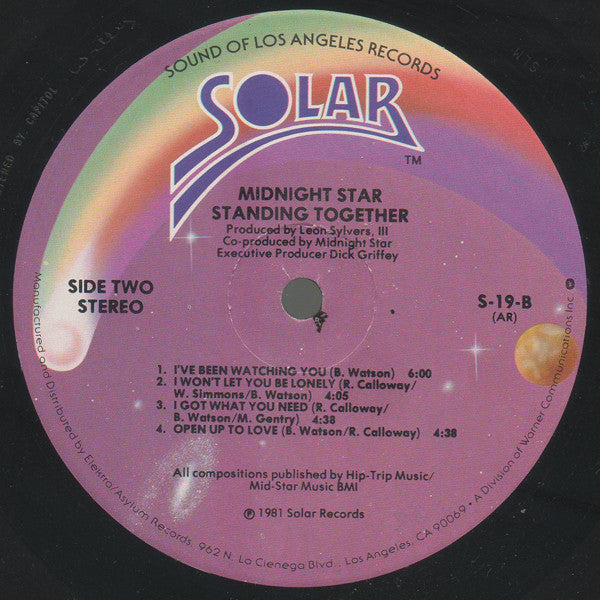 SOUND OF LOS ANGELES RECORDS
SOLAR
TM
MIDNIGHT STAR
STANDING TOGETHER
Produced by Leon Sylvers, III
Co-produced by Midnight Star
Executive Producer Dick Griffey
SIDE TWO
STEREO
S-19-B
(AR)
1. I'VE BEEN WATCHING YOU (B. Watson) 6:00
2. I WON'T LET YOU BE LONELY (R. Calloway/
W. Simmons/B. Watson) 4:05
3. I GOT WHAT YOU NEED (R. Calloway/
B. Watson/M. Gentry) 4:38
4. OPEN UP TO LOVE (B. Watson/R. Calloway) 4:38
All compositions published by Hip-Trip Music/
Mid-Star Music BMI
℗ 1981 Solar Records
Manufactured and Distributed by Elektra/Asylum Records, 962 N. La Cienega Blvd., Los Angeles, CA 90069 • A Division of Warner Communications Inc.